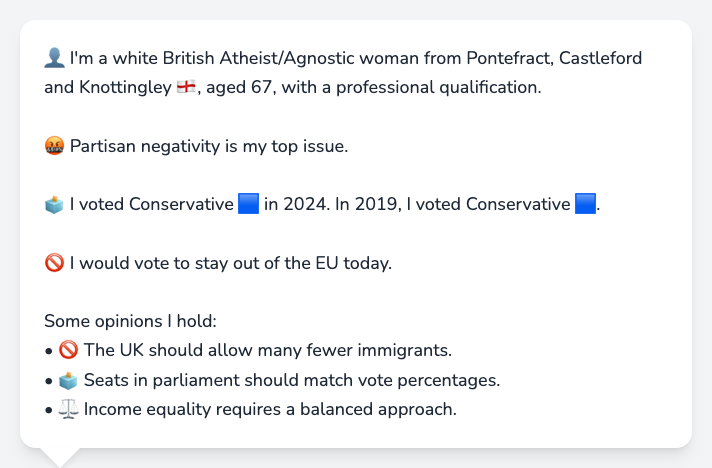 👤 I'm a white British Atheist/Agnostic woman from Pontefract, Castleford
and Knottingley 🏴󠁧󠁢󠁥󠁮󠁧󠁿, aged 67, with a professional qualification.
🤬 Partisan negativity is my top issue.
🗳️ I voted Conservative 🟦 in 2024. In 2019, I voted Conservative 🟦.
🚫 I would vote to stay out of the EU today.
Some opinions I hold:
• 🚫 The UK should allow many fewer immigrants.
• 🗳️ Seats in parliament should match vote percentages.
• ⚖️ Income equality requires a balanced approach.